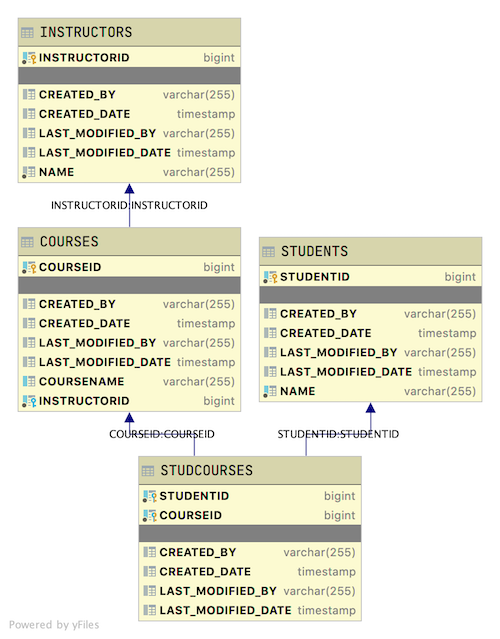 INSTRUCTORS
INSTRUCTORID bigint
CREATED_BY varchar(255)
CREATED_DATE timestamp
LAST_MODIFIED_BY varchar(255)
LAST_MODIFIED_DATE timestamp
NAME varchar(255)
INSTRUCTORID:INSTRUCTORID
COURSES
COURSEID bigint
CREATED_BY varchar(255)
CREATED_DATE timestamp
LAST_MODIFIED_BY varchar(255)
LAST_MODIFIED_DATE timestamp
COURSENAME varchar(255)
INSTRUCTORID bigint
STUDENTS
STUDENTID bigint
CREATED_BY varchar(255)
CREATED_DATE timestamp
LAST_MODIFIED_BY varchar(255)
LAST_MODIFIED_DATE timestamp
NAME varchar(255)
COURSEID:COURSEID
STUDENTID:STUDENTID
STUDCOURSES
STUDENTID bigint
COURSEID bigint
CREATED_BY varchar(255)
CREATED_DATE timestamp
LAST_MODIFIED_BY varchar(255)
LAST_MODIFIED_DATE timestamp
Powered by yFiles